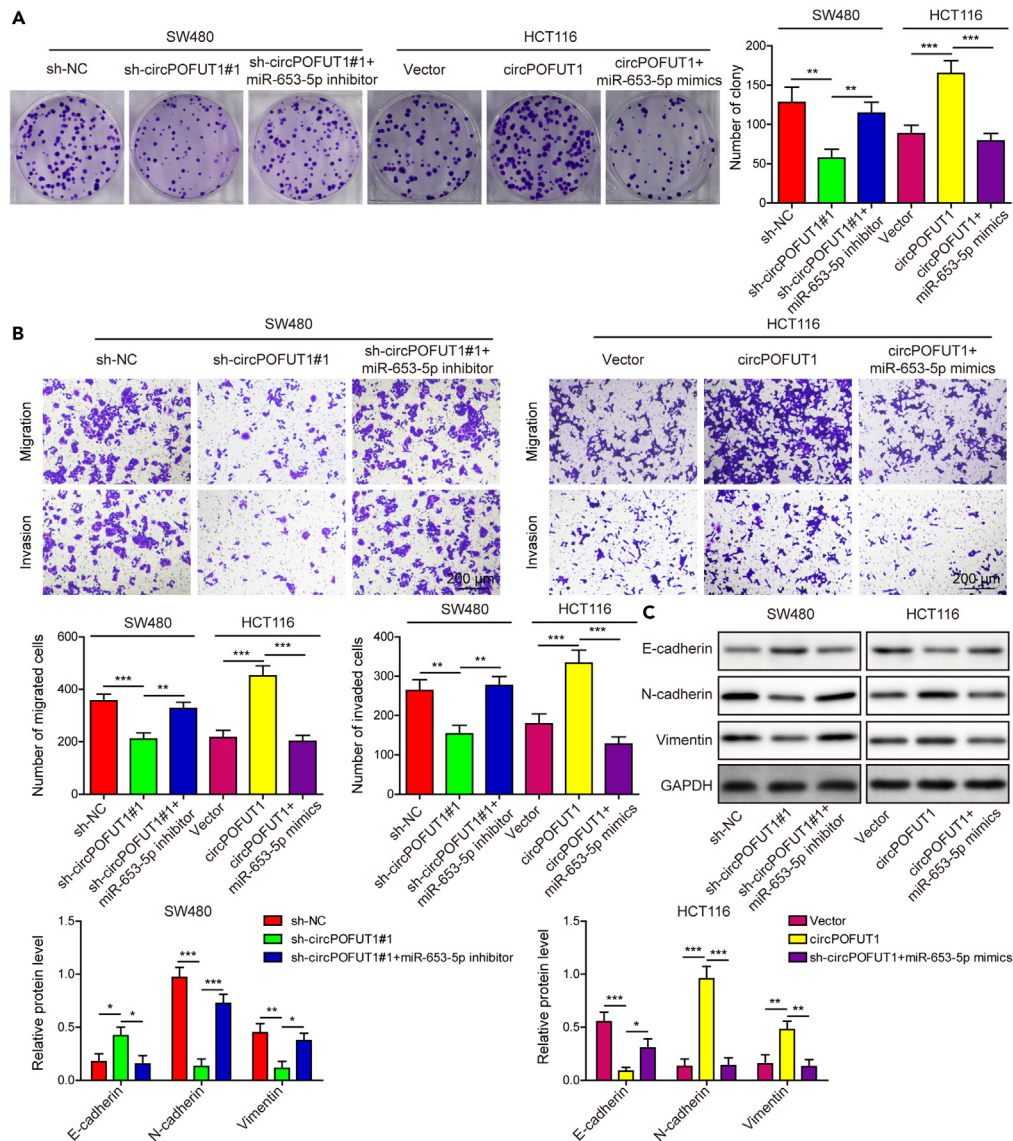 A
SW480
HCT116
sh-NC
sh-circPOFUT1#1
sh-circPOFUT1#1+
miR-653-5p inhibitor
Vector
circPOFUT1
circPOFUT1+
miR-653-5p mimics
SW480
HCT116
Number of clony
200
150
100
50
0
**
**
***
***
sh-NC
sh-circPOFUT1#1
sh-circPOFUT1#1+
miR-653-5p inhibitor
Vector
circPOFUT1
circPOFUT1+
miR-653-5p mimics
B
SW480
HCT116
sh-NC
sh-circPOFUT1#1
sh-circPOFUT1#1+
miR-653-5p inhibitor
Vector
circPOFUT1
circPOFUT1+
miR-653-5p mimics
Migration
Invasion
200 μm
Migration
Invasion
200 μm
SW480
HCT116
Number of migrated cells
600
400
200
0
***
**
***
***
sh-NC
sh-circPOFUT1#1
sh-circPOFUT1#1+
miR-653-5p inhibitor
Vector
circPOFUT1
circPOFUT1+
miR-653-5p mimics
SW480
HCT116
Number of invaded cells
400
300
200
100
0
**
**
***
***
sh-NC
sh-circPOFUT1#1
sh-circPOFUT1#1+
miR-653-5p inhibitor
Vector
circPOFUT1
circPOFUT1+
miR-653-5p mimics
C
SW480
HCT116
E-cadherin
N-cadherin
Vimentin
GAPDH
sh-NC
sh-circPOFUT1#1
sh-circPOFUT1#1+
miR-653-5p inhibitor
Vector
circPOFUT1
circPOFUT1+
miR-653-5p mimics
SW480
Relative protein level
1.5
1.0
0.5
0.0
sh-NC
sh-circPOFUT1#1
sh-circPOFUT1#1+miR-653-5p inhibitor
*
*
***
***
**
*
E-cadherin
N-cadherin
Vimentin
HCT116
Relative protein level
1.5
1.0
0.5
0.0
Vector
circPOFUT1
sh-circPOFUT1+miR-653-5p mimics
***
*
***
***
**
**
E-cadherin
N-cadherin
Vimentin